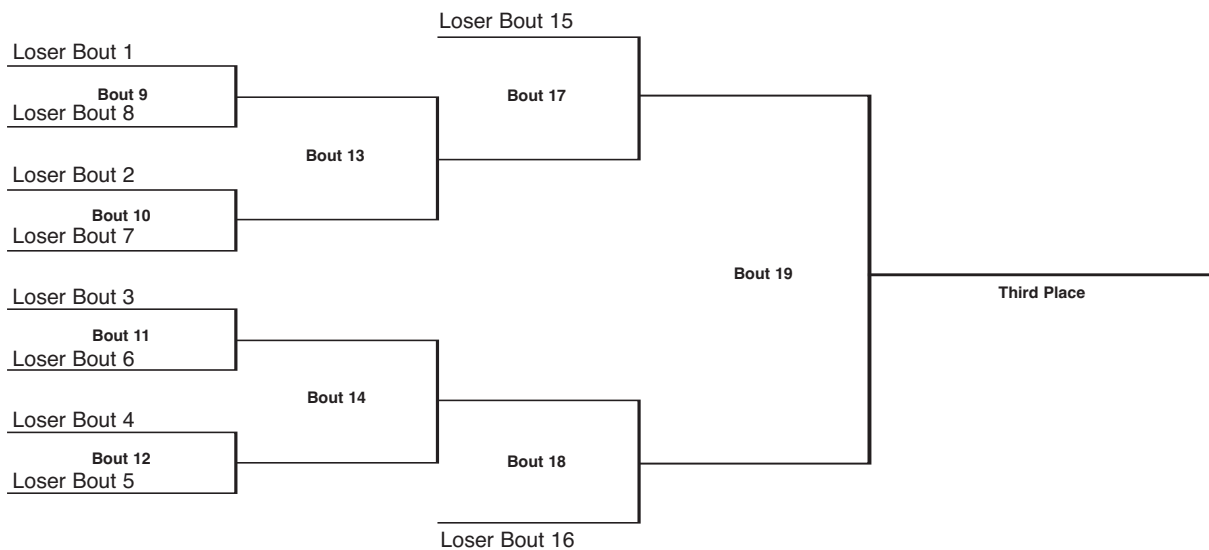 Loser Bout 15
Loser Bout 1
Bout 9
Loser Bout 8
Bout 17
Bout 13
Loser Bout 2
Bout 10
Loser Bout 7
Bout 19
Third Place
Loser Bout 3
Bout 11
Loser Bout 6
Bout 14
Loser Bout 4
Bout 12
Loser Bout 5
Bout 18
Loser Bout 16